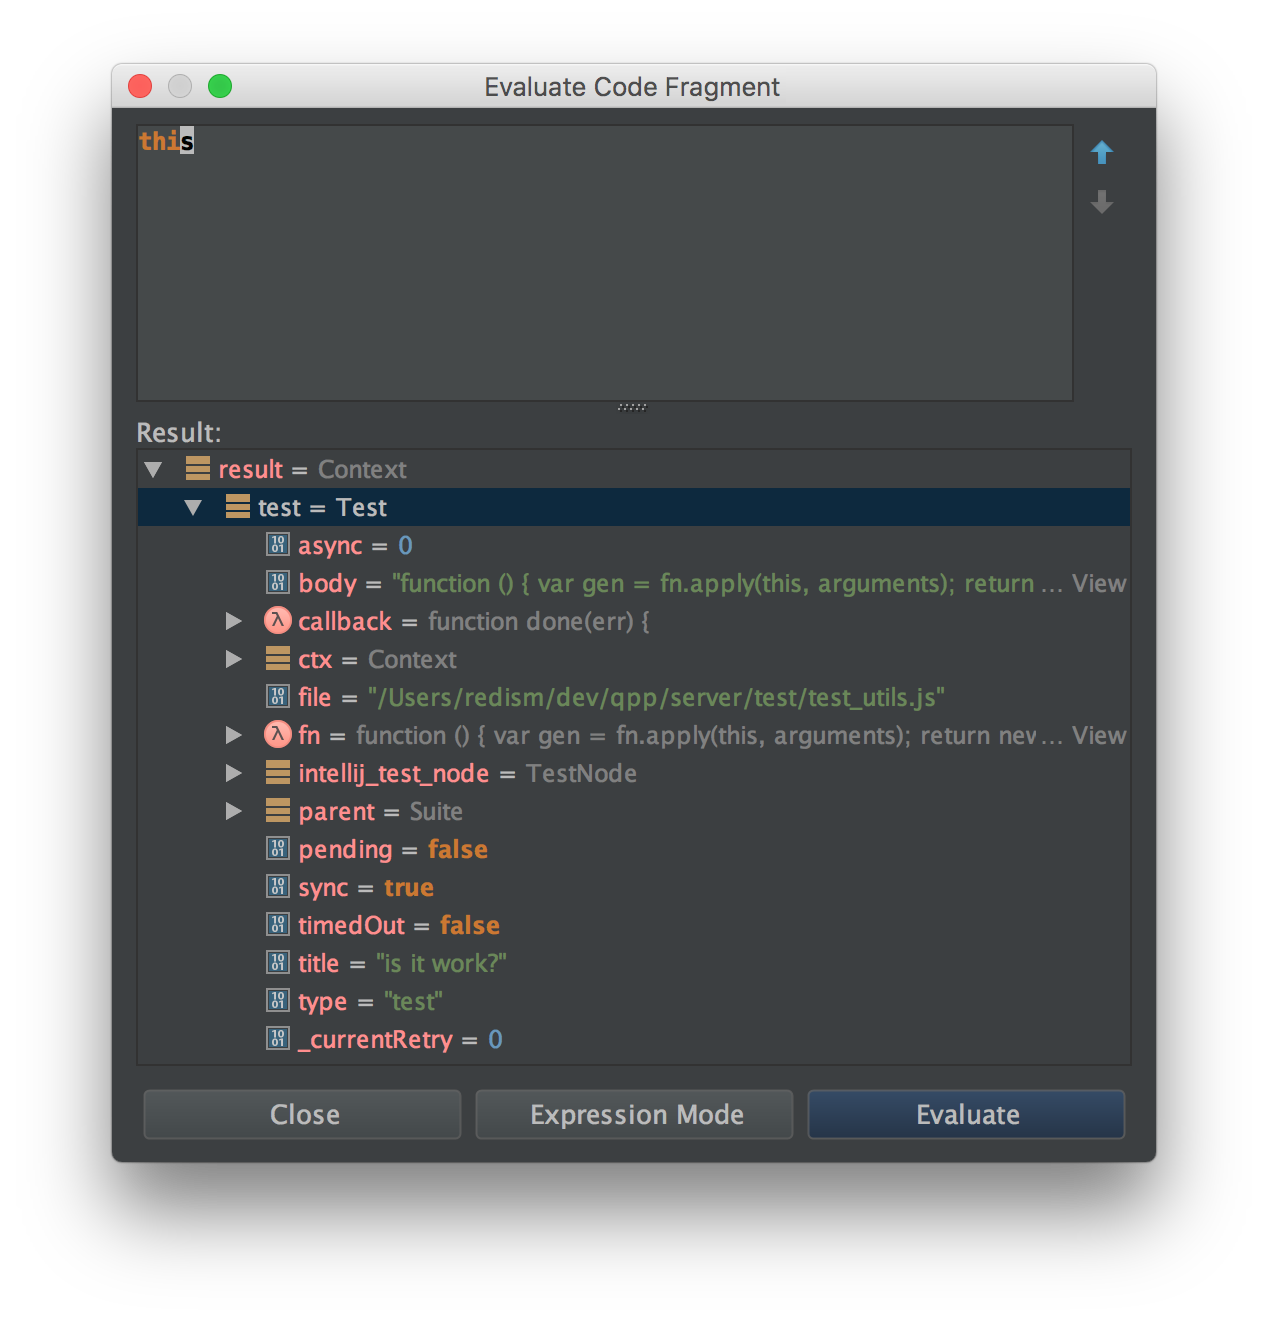 Evaluate Code Fragment
this
Result:
result = Context
test = Test
async = 0
body = "function () { var gen = fn.apply(this, arguments); return ... View
callback = function done(err) {
ctx = Context
file = "/Users/redism/dev/qpp/server/test/test_utils.js"
fn = function () { var gen = fn.apply(this, arguments); return nev ... View
intellij_test_node = TestNode
parent = Suite
pending = false
sync = true
timedOut = false
title = "is it work?"
type = "test"
_currentRetry = 0
Close Expression Mode Evaluate